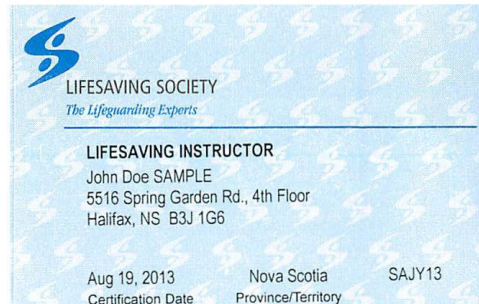 LIFESAVING SOCIETY
The Lifeguarding Experts
LIFESAVING INSTRUCTOR
John Doe SAMPLE
5516 Spring Garden Rd., 4th Floor
Halifax, NS B3J 1G6
Aug 19, 2013 Nova Scotia SAJY13
Certification Date Province/Territory